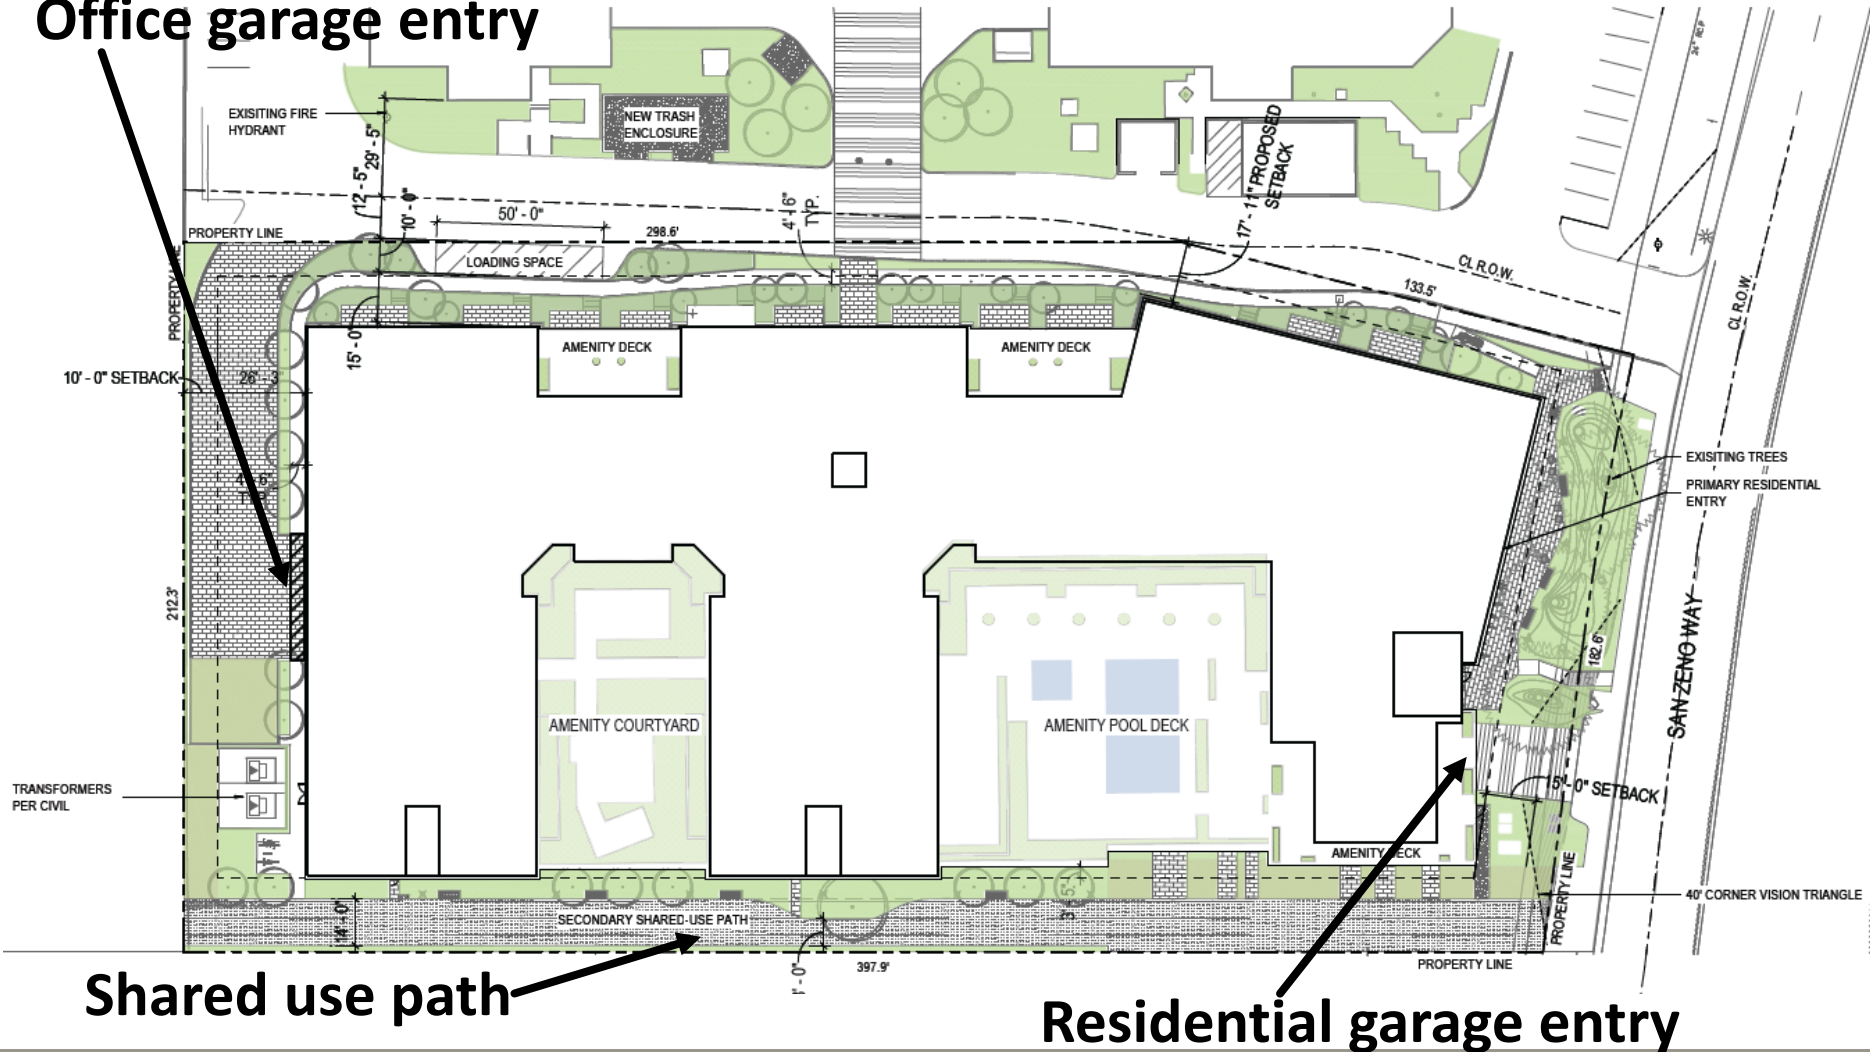 Office garage entry
24" RCP
EXISITING FIRE
HYDRANT
NEW TRASH
ENCLOSURE
29' - 5"
12' - 5"
10' - 0"
50' - 0"
4' - 6"
TYP.
17' - 11" PROPOSED
SETBACK
PROPERTY LINE
298.6'
LOADING SPACE
CL R.O.W.
133.5'
CL R.O.W.
PROPERTY LINE
15' - 0"
AMENITY DECK
AMENITY DECK
10' - 0" SETBACK
26' - 3"
EXISITING TREES
PRIMARY RESIDENTIAL
ENTRY
212.3'
182.6'
SAN ZENO WAY
AMENITY COURTYARD
AMENITY POOL DECK
TRANSFORMERS
PER CIVIL
15' - 0" SETBACK
AMENITY DECK
PROPERTY LINE
40' CORNER VISION TRIANGLE
SECONDARY SHARED-USE PATH
14' - 0"
397.9'
PROPERTY LINE
Shared use path
Residential garage entry